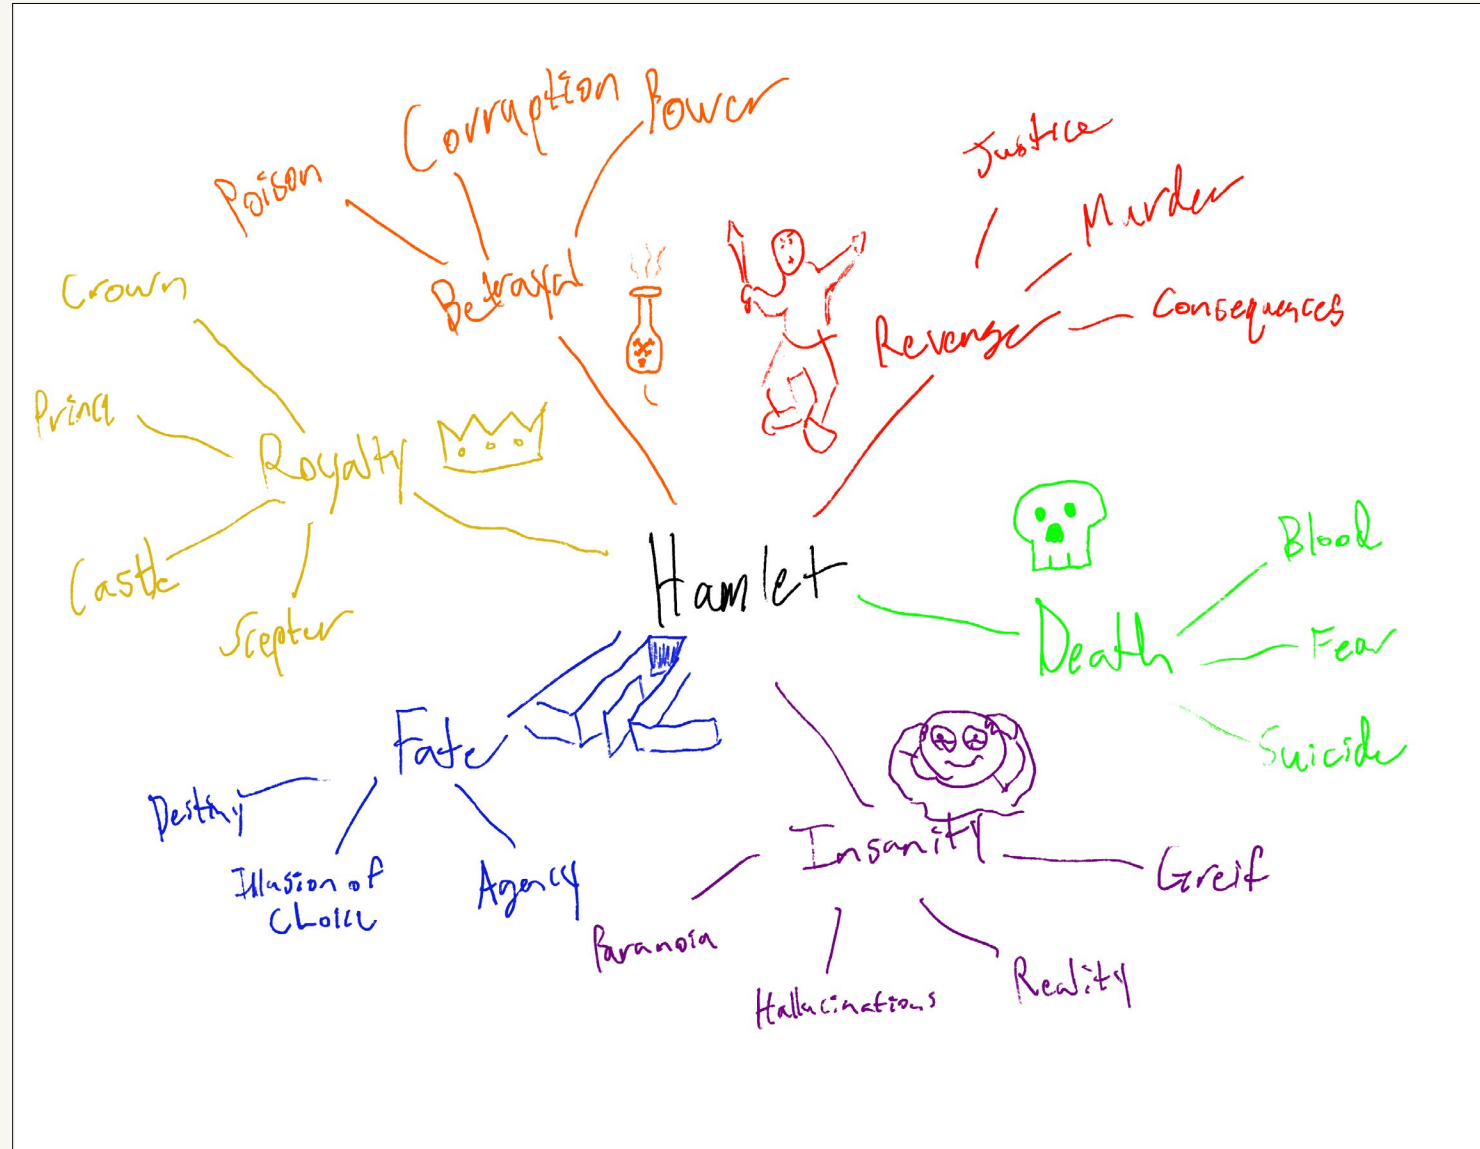 Corruption
Power
Poison
Betrayal
Justice
Murder
Revenge
Consequences
Crown
Prince
Royalty
Castle
Scepter
Hamlet
Blood
Death
Fear
Suicide
Fate
Destiny
Illusion of
Choice
Agency
Insanity
Greif
Paranoia
Hallucinations
Reality